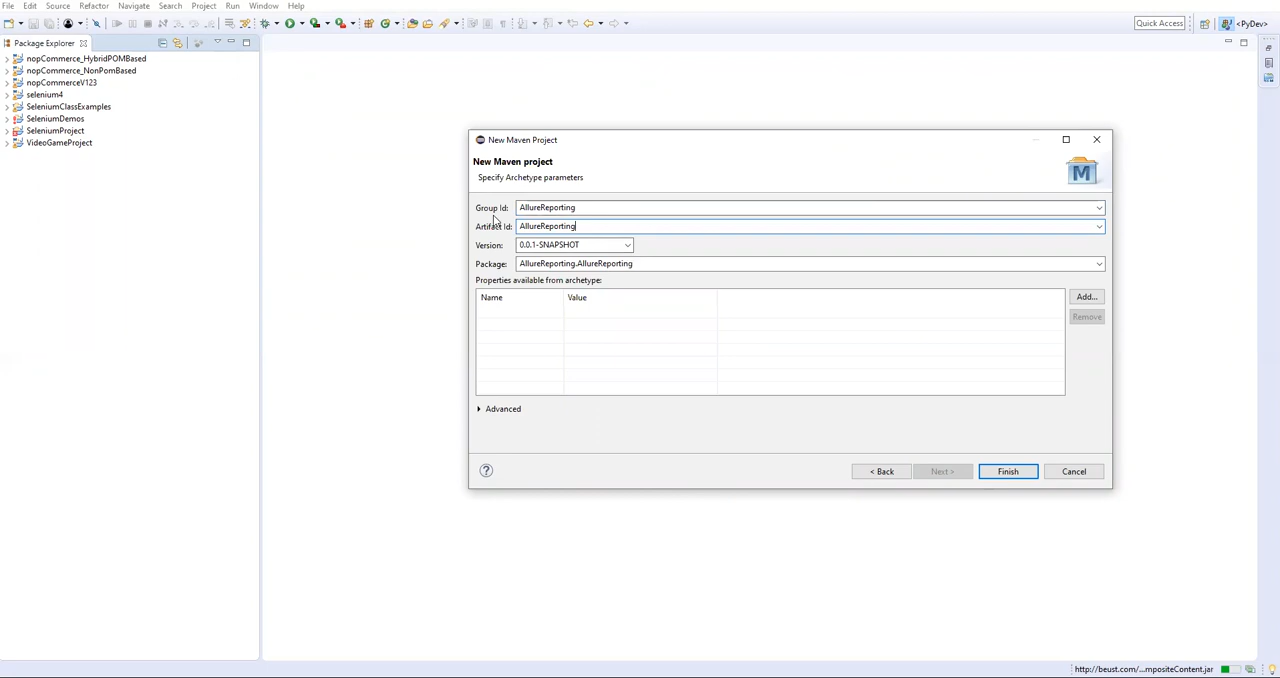 File Edit Source Refactor Navigate Search Project Run Window Help
Quick Access
<PyDev>
Package Explorer
nopCommerce_HybridPOMBased
nopCommerce_NonPomBased
nopCommerceV123
selenium4
SeleniumClassExamples
SeleniumDemos
SeleniumProject
VideoGameProject
New Maven Project
New Maven project
Specify Archetype parameters
M
Group Id: AllureReporting
Artifact Id: AllureReporting
Version: 0.0.1-SNAPSHOT
Package: AllureReporting.AllureReporting
Properties available from archetype:
Name Value
Add...
Remove
Advanced
? < Back Next > Finish Cancel
http://beust.com/...mpositeContent.jar